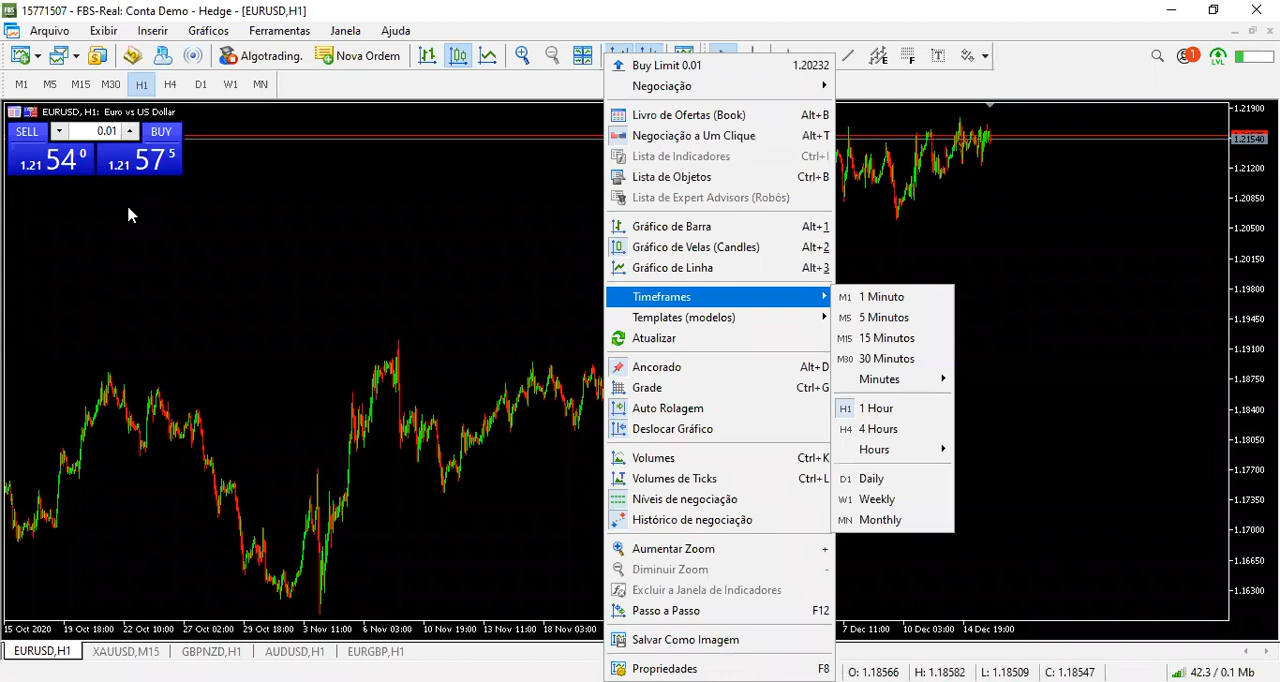 15771507 - FBS-Real: Conta Demo - Hedge - [EURUSD,H1]
Arquivo Exibir Inserir Gráficos Ferramentas Janela Ajuda
Algotrading. Nova Ordem
1
LVL
M1 M5 M15 M30 H1 H4 D1 W1 MN
EURUSD, H1: Euro vs US Dollar
SELL 0.01 BUY
1.21 54 0 1.21 57 5
Buy Limit 0.01 1.20232
Negociação
Livro de Ofertas (Book) Alt+B
Negociação a Um Clique Alt+T
Lista de Indicadores Ctrl+I
Lista de Objetos Ctrl+B
Lista de Expert Advisors (Robôs)
Gráfico de Barra Alt+1
Gráfico de Velas (Candles) Alt+2
Gráfico de Linha Alt+3
Timeframes
Templates (modelos)
Atualizar
Ancorado Alt+D
Grade Ctrl+G
Auto Rolagem
Deslocar Gráfico
Volumes Ctrl+K
Volumes de Ticks Ctrl+L
Níveis de negociação
Histórico de negociação
Aumentar Zoom +
Diminuir Zoom -
Excluir a Janela de Indicadores
Passo a Passo F12
Salvar Como Imagem
Propriedades F8
M1 1 Minuto
M5 5 Minutos
M15 15 Minutos
M30 30 Minutos
Minutes
H1 1 Hour
H4 4 Hours
Hours
D1 Daily
W1 Weekly
MN Monthly
1.21900
1.21540
1.21120
1.20850
1.20500
1.20155
1.19800
1.19450
1.19100
1.18750
1.18400
1.18050
1.17700
1.17350
1.17000
1.16650
1.16300
15 Oct 2020 19 Oct 18:00 22 Oct 10:00 27 Oct 02:00 29 Oct 18:00 3 Nov 11:00 6 Nov 03:00 10 Nov 19:00 13 Nov 11:00 18 Nov 03:00 7 Dec 11:00 10 Dec 03:00 14 Dec 19:00
EURUSD,H1 XAUUSD,M15 GBPNZD,H1 AUDUSD,H1 EURGBP,H1
O: 1.18566 H: 1.18582 L: 1.18509 C: 1.18547 42.3 / 0.1 Mb